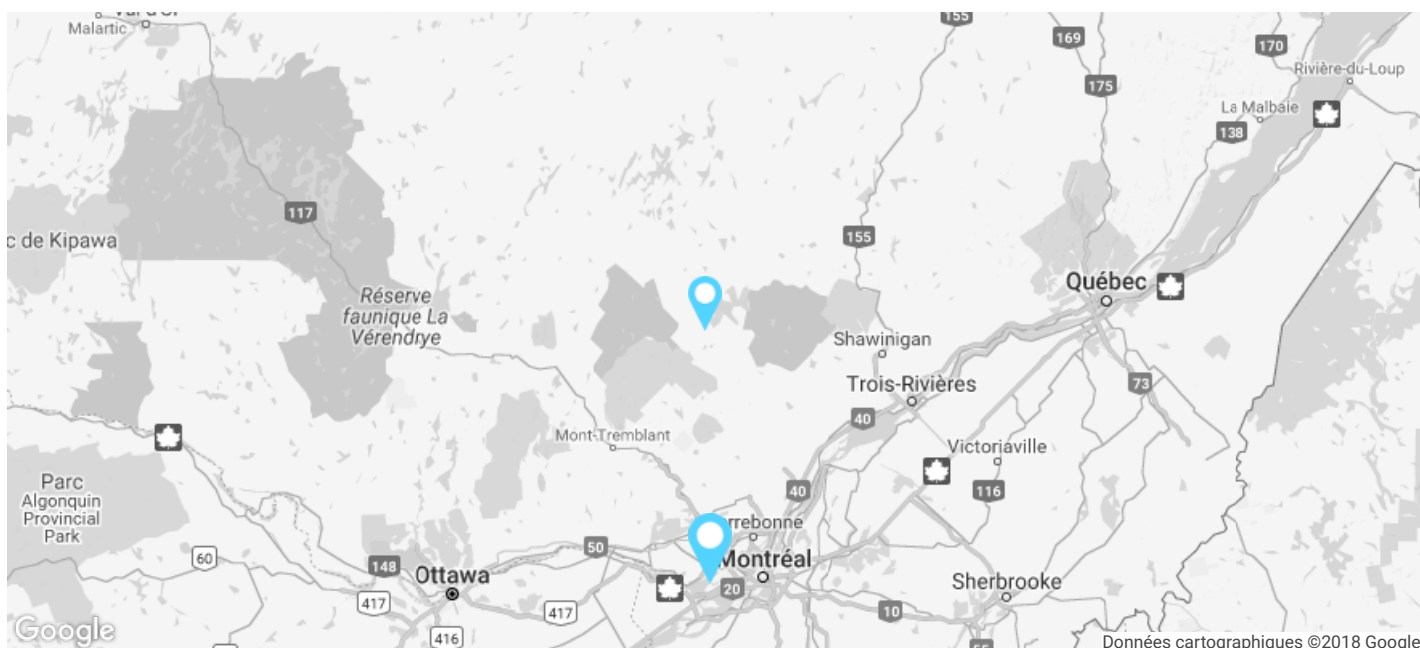 155
169
170
Malartic
Rivière-du-Loup
175
La Malbaie
138
117
155
c de Kipawa
Québec
Réserve
faunique La
Vérendrye
Shawinigan
Trois-Rivières
73
40
Mont-Tremblant
Victoriaville
Parc
Algonquin
Provincial
Park
40
116
rrebonne
50
60
148
Montréal
Ottawa
20
Sherbrooke
417
417
10
416
55
Google
Données cartographiques ©2018 Google